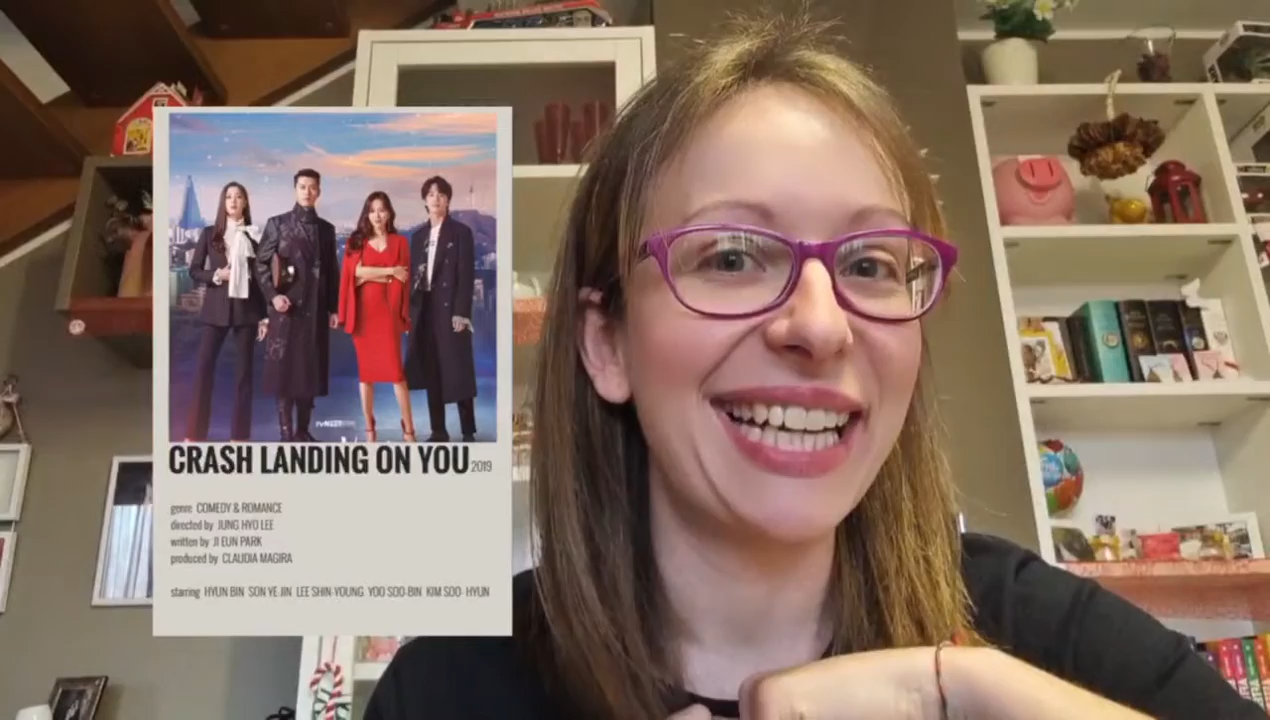 CRASH LANDING ON YOU 2019
genre COMEDY & ROMANCE
directed by JUNG HYO LEE
written by JI EUN PARK
produced by CLAUDIA MAGIRA
starring HYUN BIN SON YE JIN LEE SHIN-YOUNG YOO SOO-BIN KIM SOO-HYUN